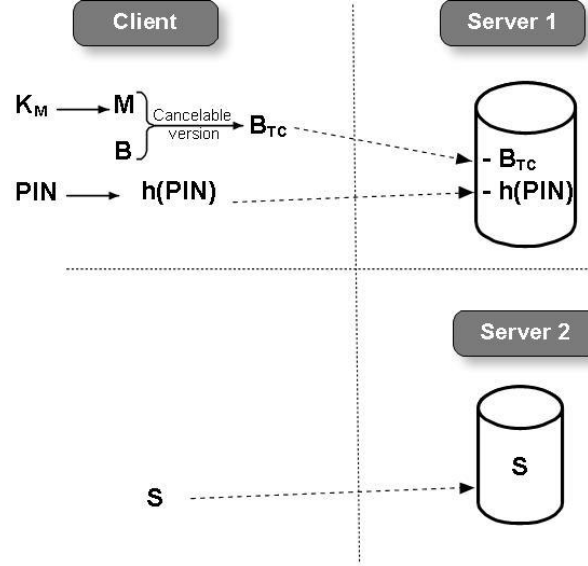 Client
Server 1
K_M M Cancelable B_TC
B version
- B_TC
PIN h(PIN)
- h(PIN)
Server 2
S
S